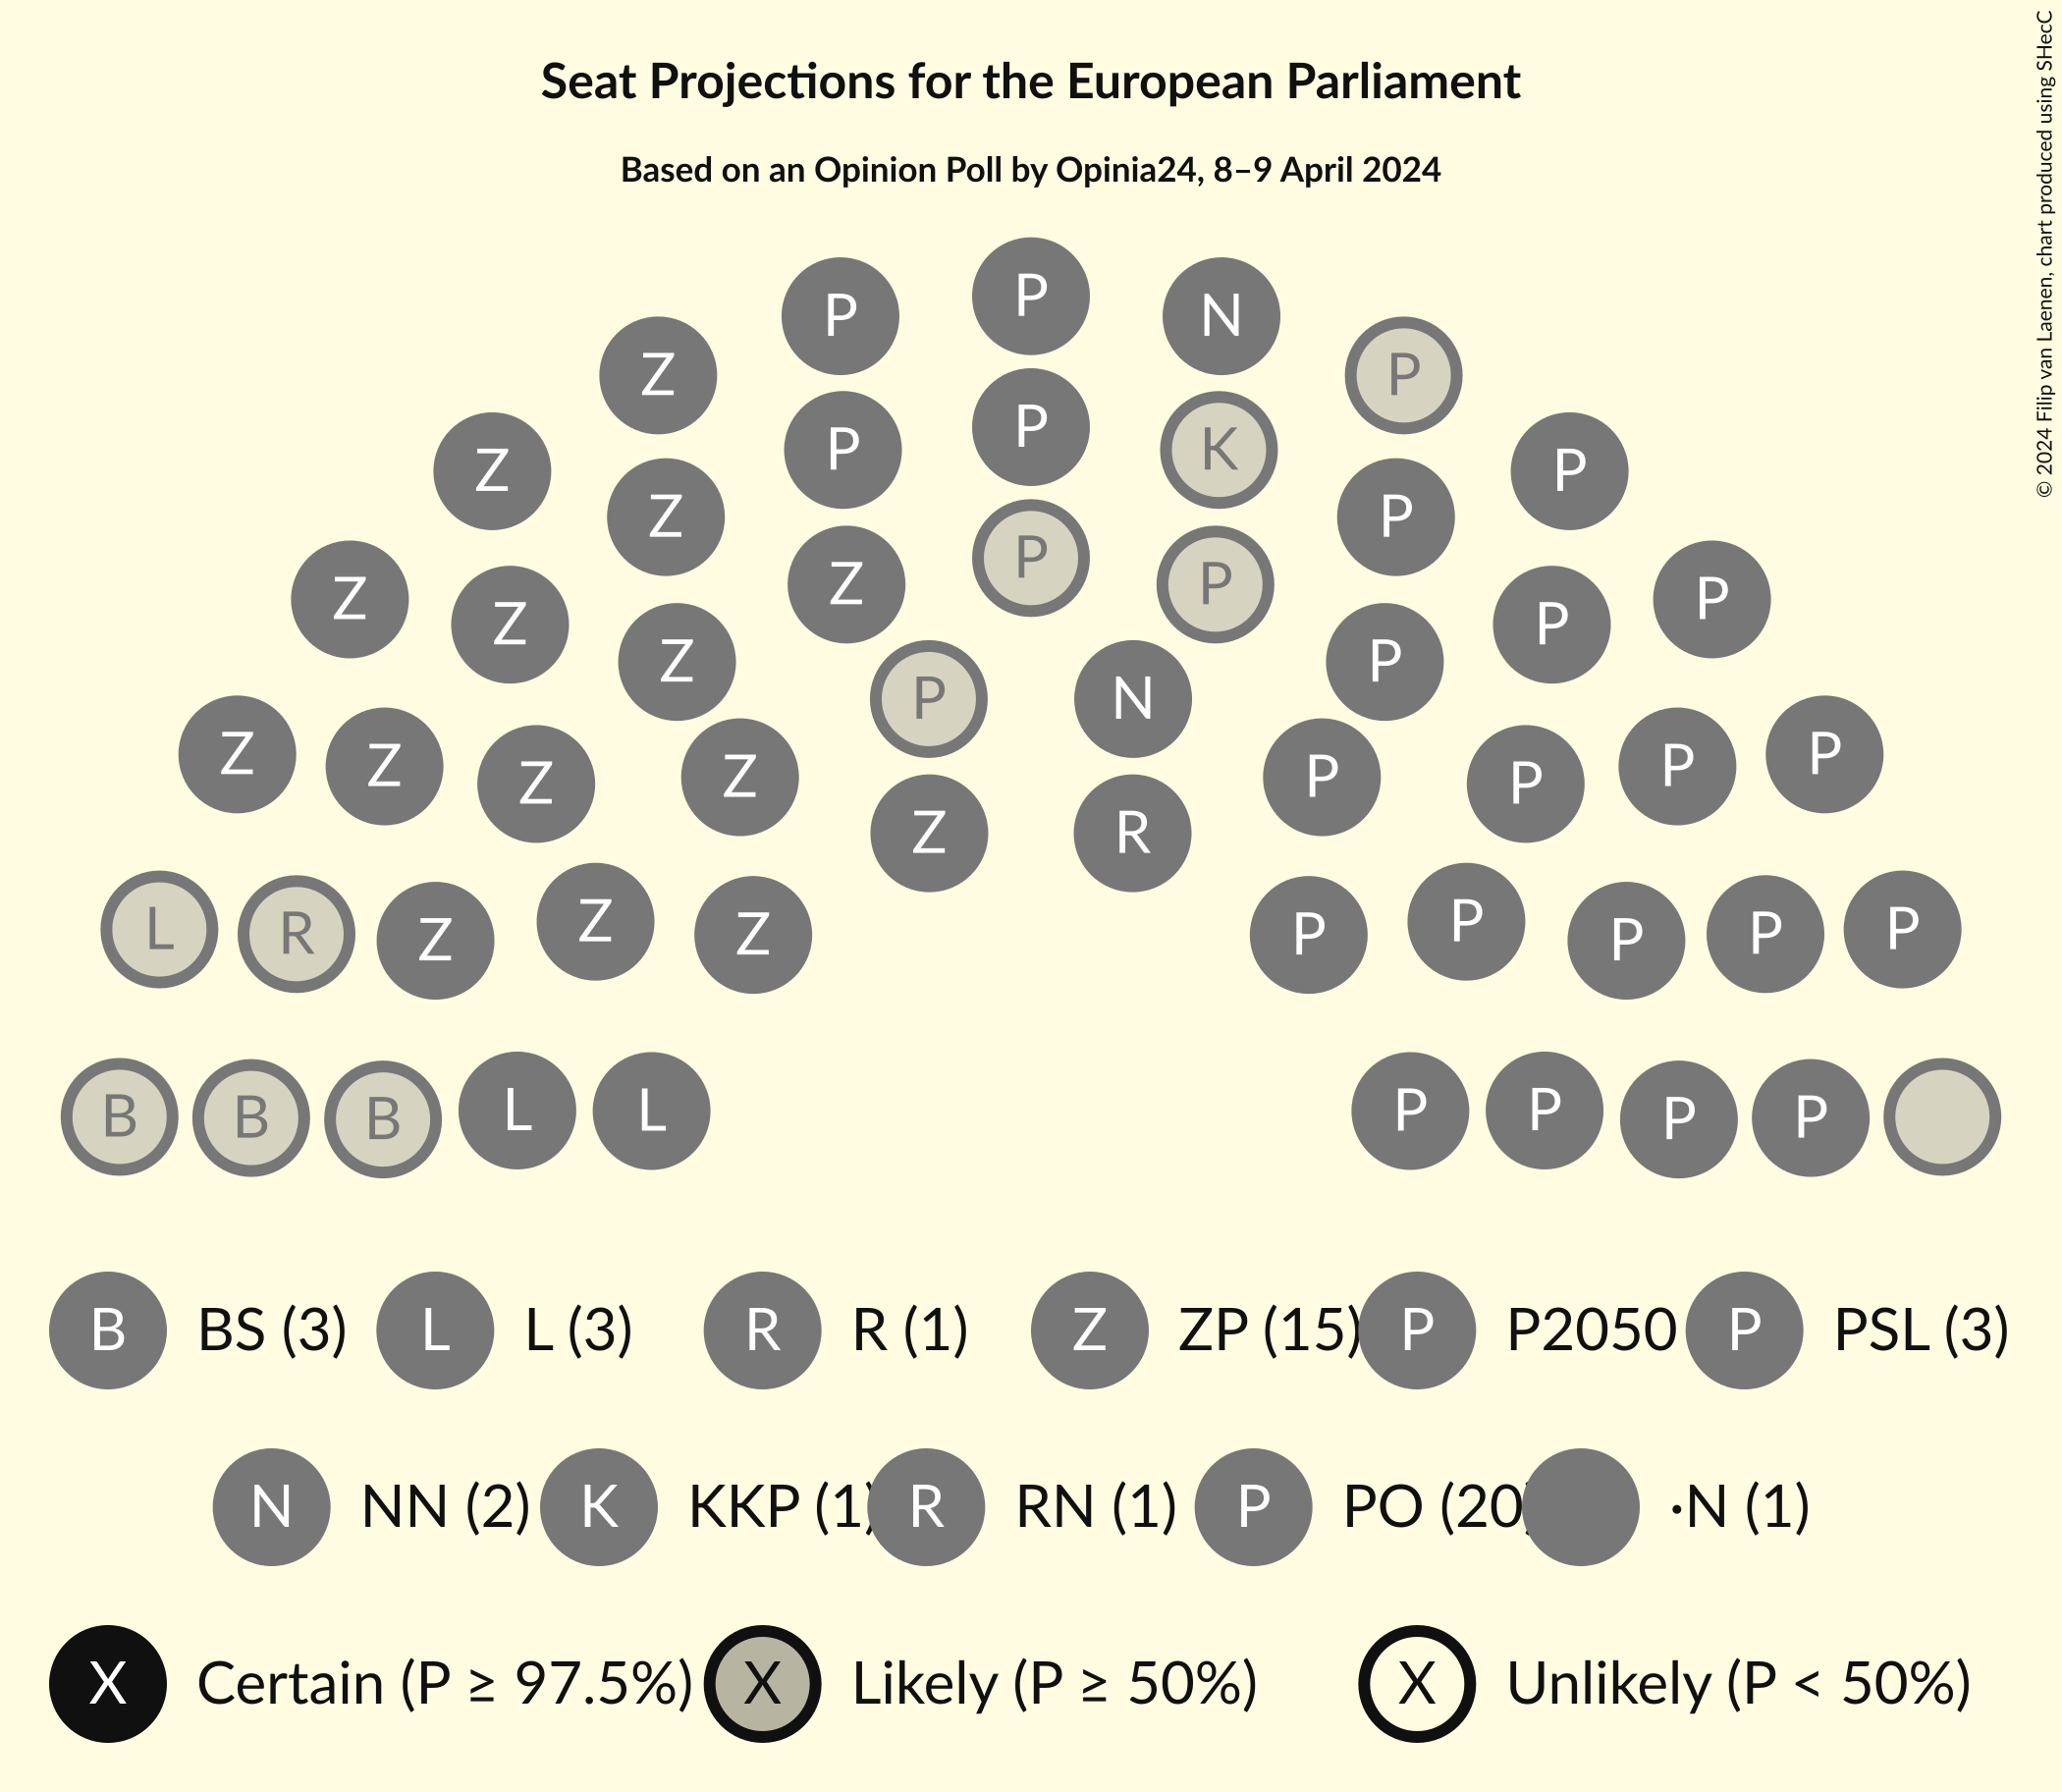 Seat Projections for the European Parliament
Based on an Opinion Poll by Opinia24, 8–9 April 2024
© 2024 Filip van Laenen, chart produced using SHecC
P
P P N P
Z P P K P
Z Z P P P
Z Z Z Z P P P P
P N
Z Z Z Z P P P P
Z R
L R Z Z Z P P P P P
B B B L L P P P P
B BS (3) L L (3) R R (1) Z ZP (15) P P2050 P PSL (3)
N NN (2) K KKP (1) R RN (1) P PO (20) ·N (1)
X Certain (P ≥ 97.5%) X Likely (P ≥ 50%) X Unlikely (P < 50%)